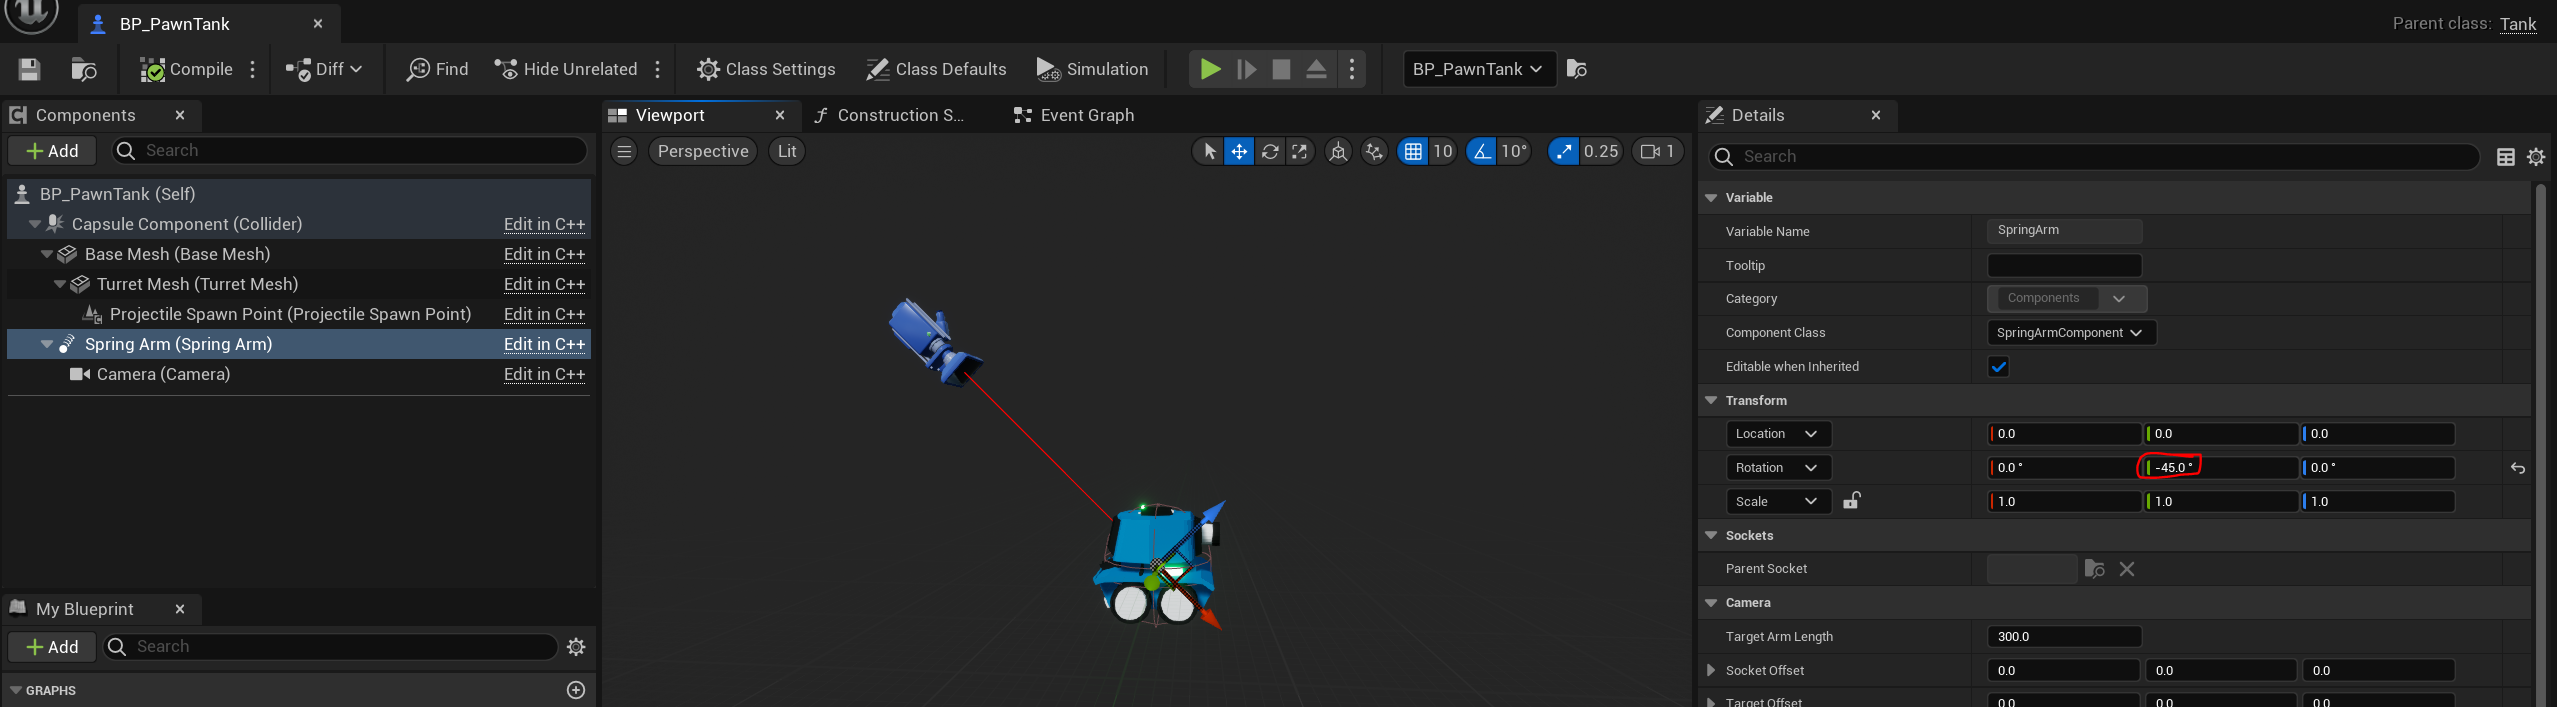 BP_PawnTank
Parent class: Tank
Compile Diff Find Hide Unrelated Class Settings Class Defaults Simulation BP_PawnTank
Components
Add Search
BP_PawnTank (Self)
Capsule Component (Collider) Edit in C++
Base Mesh (Base Mesh) Edit in C++
Turret Mesh (Turret Mesh) Edit in C++
Projectile Spawn Point (Projectile Spawn Point) Edit in C++
Spring Arm (Spring Arm) Edit in C++
Camera (Camera) Edit in C++
My Blueprint
Add Search
GRAPHS
Viewport Construction S... Event Graph
Perspective Lit 10 10° 0.25 1
Details
Search
Variable
Variable Name SpringArm
Tooltip
Category Components
Component Class SpringArmComponent
Editable when Inherited
Transform
Location 0.0 0.0 0.0
Rotation 0.0 ° -45.0 ° 0.0 °
Scale 1.0 1.0 1.0
Sockets
Parent Socket
Camera
Target Arm Length 300.0
Socket Offset 0.0 0.0 0.0
Target Offset 0.0 0.0 0.0